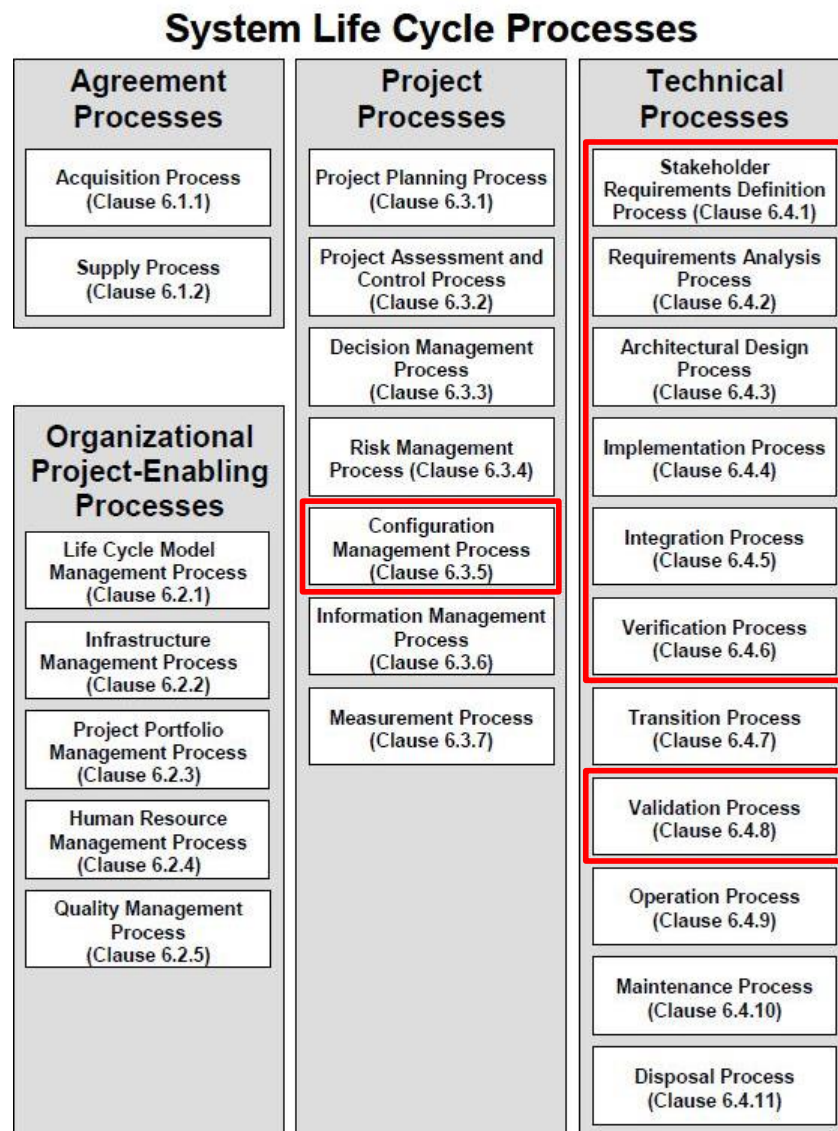 System Life Cycle Processes
Agreement
Processes
Acquisition Process
(Clause 6.1.1)
Supply Process
(Clause 6.1.2)
Organizational
Project-Enabling
Processes
Life Cycle Model
Management Process
(Clause 6.2.1)
Infrastructure
Management Process
(Clause 6.2.2)
Project Portfolio
Management Process
(Clause 6.2.3)
Human Resource
Management Process
(Clause 6.2.4)
Quality Management
Process
(Clause 6.2.5)
Project
Processes
Project Planning Process
(Clause 6.3.1)
Project Assessment and
Control Process
(Clause 6.3.2)
Decision Management
Process
(Clause 6.3.3)
Risk Management
Process (Clause 6.3.4)
Configuration
Management Process
(Clause 6.3.5)
Information Management
Process
(Clause 6.3.6)
Measurement Process
(Clause 6.3.7)
Technical
Processes
Stakeholder
Requirements Definition
Process (Clause 6.4.1)
Requirements Analysis
Process
(Clause 6.4.2)
Architectural Design
Process
(Clause 6.4.3)
Implementation Process
(Clause 6.4.4)
Integration Process
(Clause 6.4.5)
Verification Process
(Clause 6.4.6)
Transition Process
(Clause 6.4.7)
Validation Process
(Clause 6.4.8)
Operation Process
(Clause 6.4.9)
Maintenance Process
(Clause 6.4.10)
Disposal Process
(Clause 6.4.11)